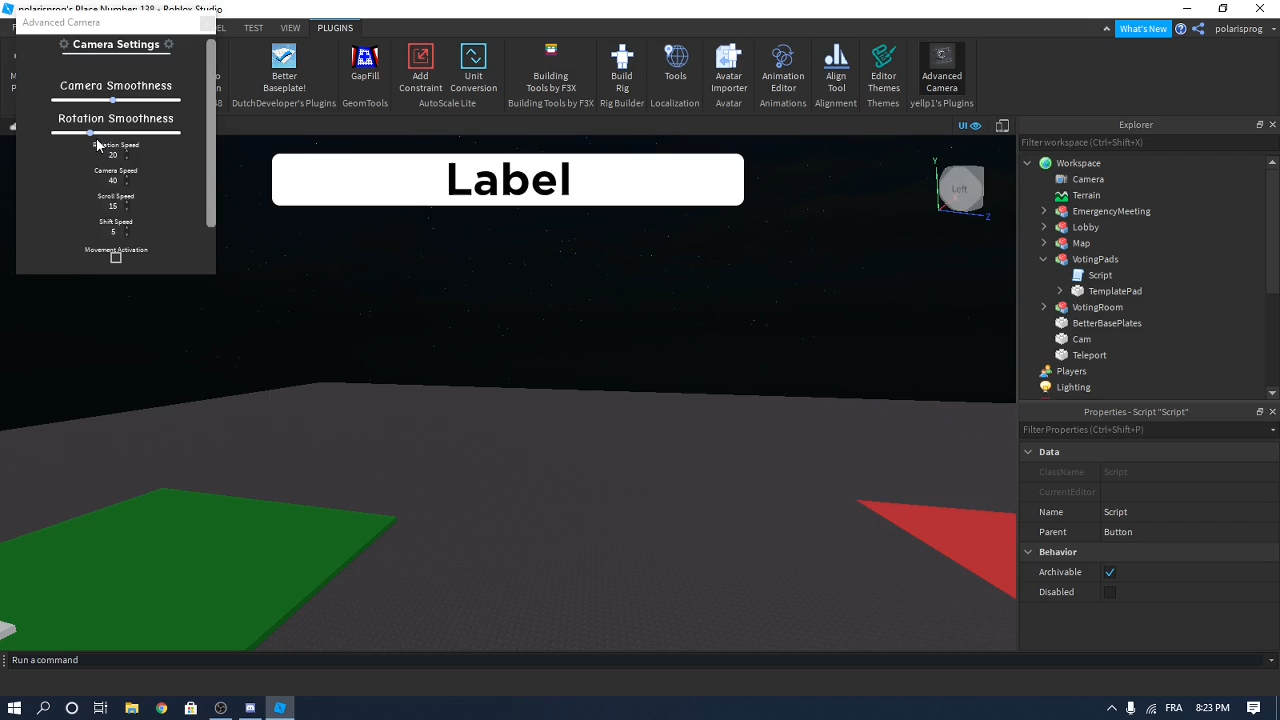 polarisprog's Place Number 138 - Roblox Studio
Advanced Camera
TEST
VIEW
PLUGINS
What's New
polarisprog
Camera Settings
Camera Smoothness
Rotation Smoothness
Rotation Speed
20
Camera Speed
40
Scroll Speed
15
Shift Speed
5
Movement Activation
Better
Baseplate!
GapFill
Add
Constraint
Unit
Conversion
Building
Tools by F3X
Build
Rig
Tools
Avatar
Importer
Animation
Editor
Align
Tool
Editor
Themes
Advanced
Camera
48
DutchDeveloper's Plugins
GeomTools
AutoScale Lite
Building Tools by F3X
Rig Builder
Localization
Avatar
Animations
Alignment
Themes
yellp1's Plugins
UI
Label
Left
Y
Z
Explorer
Filter workspace (Ctrl+Shift+X)
Workspace
Camera
Terrain
EmergencyMeeting
Lobby
Map
VotingPads
Script
TemplatePad
VotingRoom
BetterBasePlates
Cam
Teleport
Players
Lighting
Properties - Script "Script"
Filter Properties (Ctrl+Shift+P)
Data
ClassName Script
CurrentEditor
Name Script
Parent Button
Behavior
Archivable
Disabled
Run a command
FRA
8:23 PM